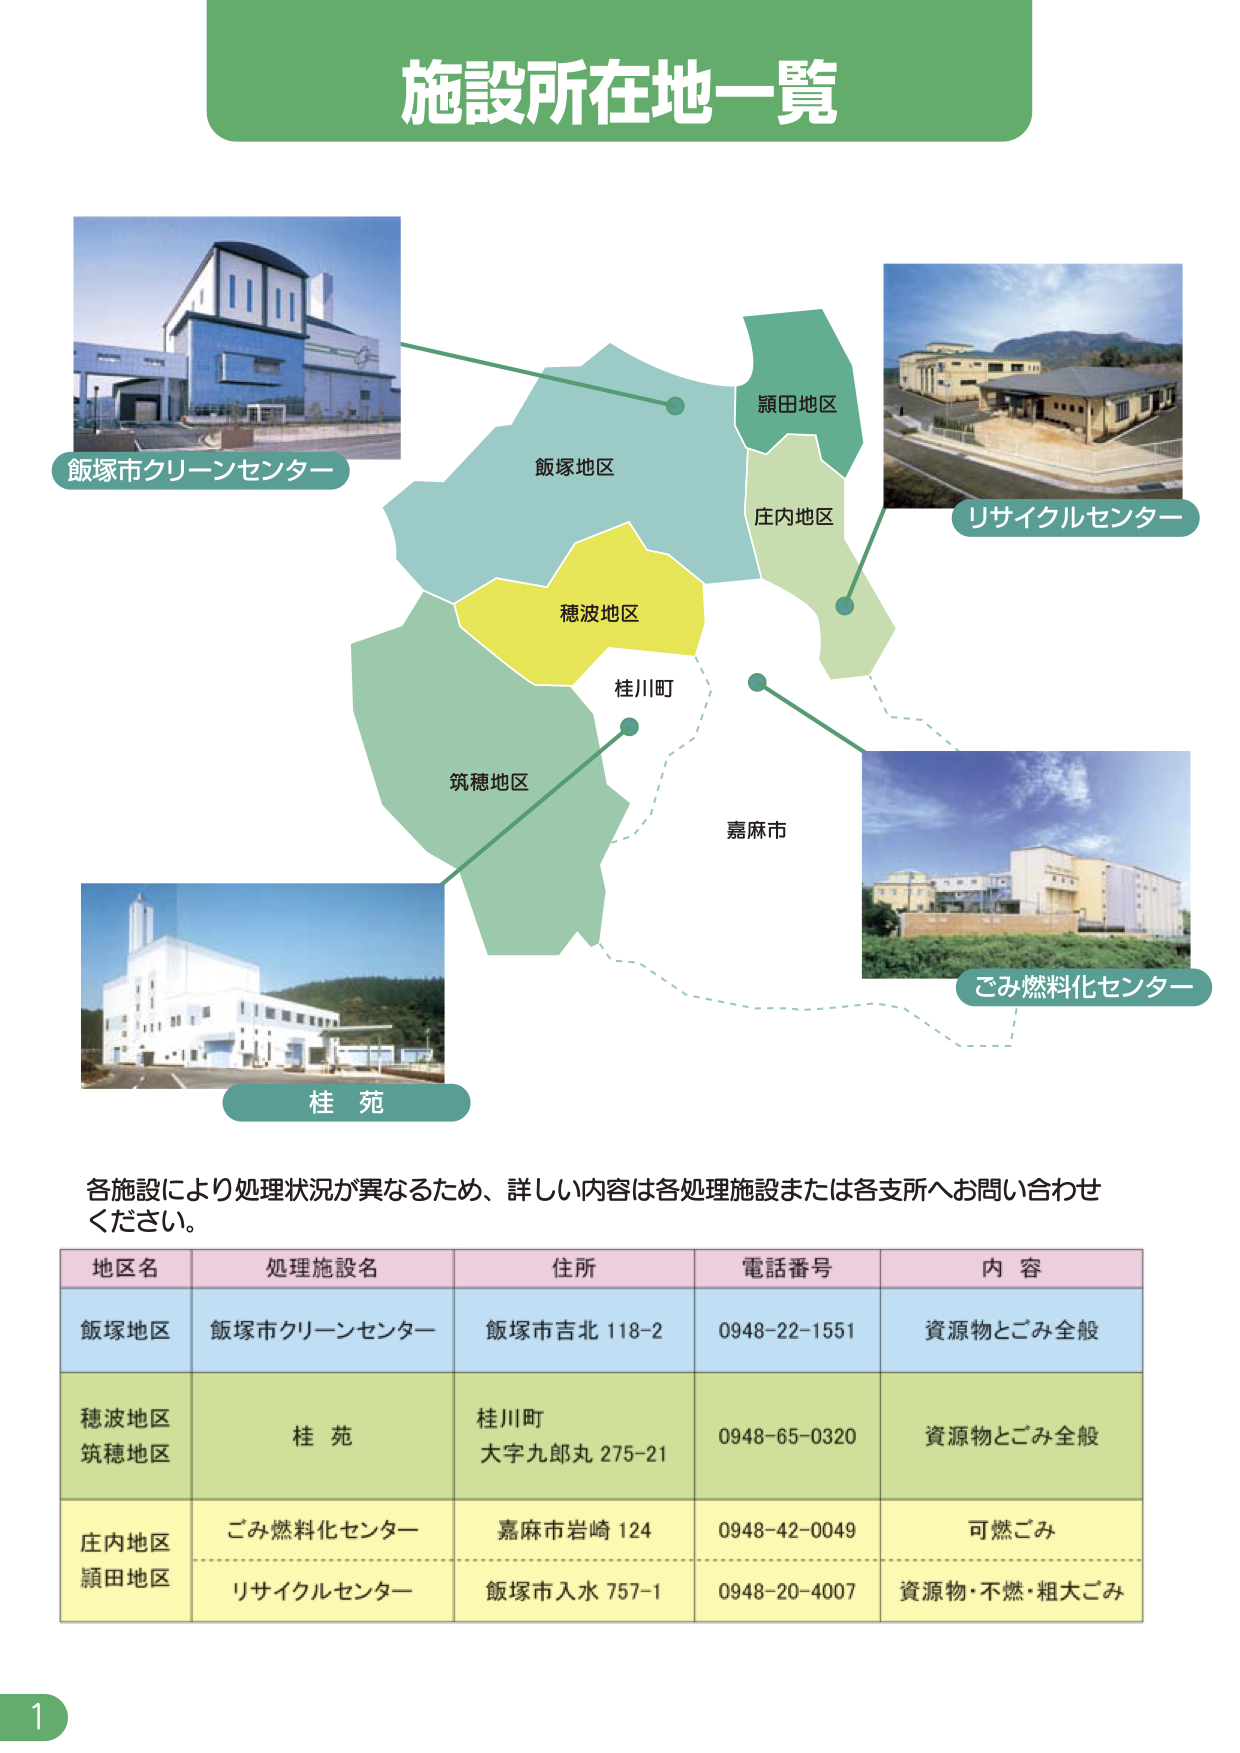 施設所在地一覧
飯塚市クリーンセンター
頴田地区
飯塚地区
庄内地区
リサイクルセンター
穂波地区
桂川町
筑穂地区
嘉麻市
ごみ燃料化センター
桂 苑
各施設により処理状況が異なるため、詳しい内容は各処理施設または各支所へお問い合わせ
ください。
地区名 処理施設名 住所 電話番号 内 容
飯塚地区 飯塚市クリーンセンター 飯塚市吉北 118-2 0948-22-1551 資源物とごみ全般
穂波地区
筑穂地区
桂 苑
桂川町
大字九郎丸 275-21
0948-65-0320 資源物とごみ全般
庄内地区
頴田地区
ごみ燃料化センター 嘉麻市岩崎 124 0948-42-0049 可燃ごみ
リサイクルセンター 飯塚市入水 757-1 0948-20-4007 資源物・不燃・粗大ごみ
1